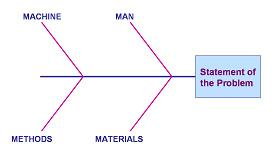 MACHINE
MAN
Statement of
the Problem
METHODS
MATERIALS